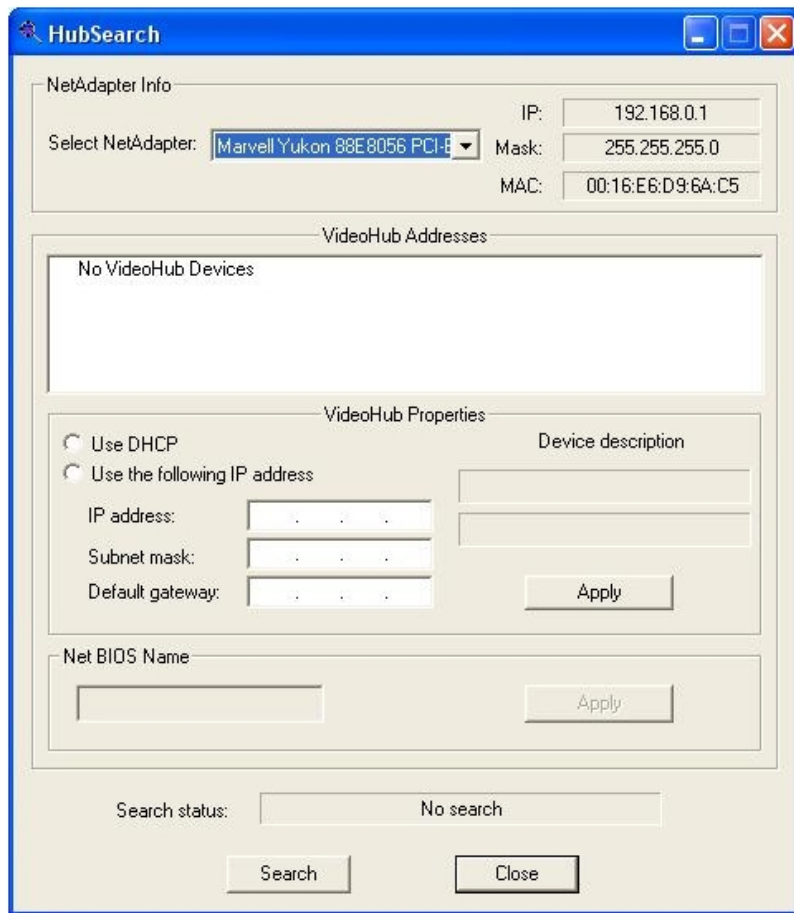 HubSearch
NetAdapter Info
Select NetAdapter: Marvell Yukon 88E8056 PCI-E
IP: 192.168.0.1
Mask: 255.255.255.0
MAC: 00:16:E6:D9:6A:C5
VideoHub Addresses
No VideoHub Devices
VideoHub Properties
Use DHCP
Use the following IP address
Device description
IP address: . . .
Subnet mask: . . .
Default gateway: . . .
Apply
Net BIOS Name
Apply
Search status: No search
Search Close